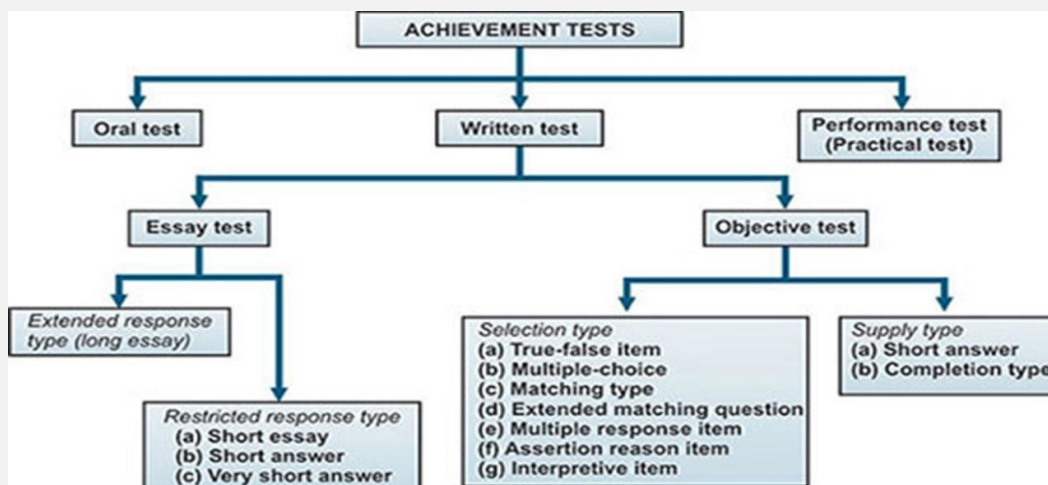 ACHIEVEMENT TESTS
Oral test
Written test
Performance test
(Practical test)
Essay test
Objective test
Extended response
type (long essay)
Restricted response type
(a) Short essay
(b) Short answer
(c) Very short answer
Selection type
(a) True-false item
(b) Multiple-choice
(c) Matching type
(d) Extended matching question
(e) Multiple response item
(f) Assertion reason item
(g) Interpretive item
Supply type
(a) Short answer
(b) Completion type